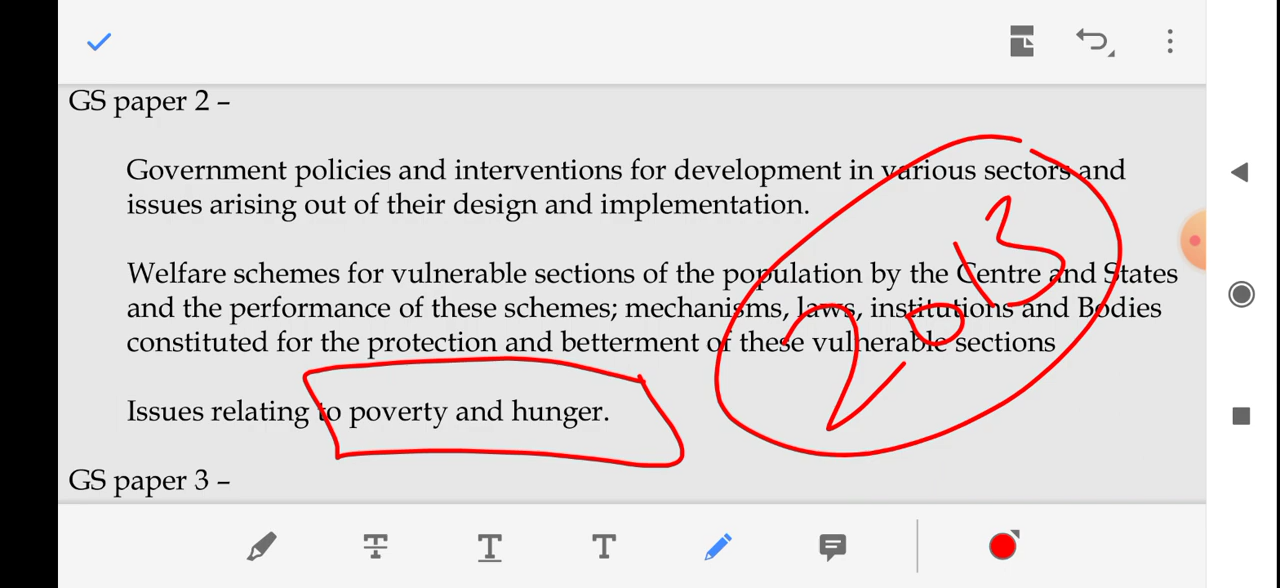 GS paper 2 –
Government policies and interventions for development in various sectors and
issues arising out of their design and implementation.
Welfare schemes for vulnerable sections of the population by the Centre and States
and the performance of these schemes; mechanisms, laws, institutions and Bodies
constituted for the protection and betterment of these vulnerable sections
Issues relating to poverty and hunger.
GS paper 3 –
T
T
T